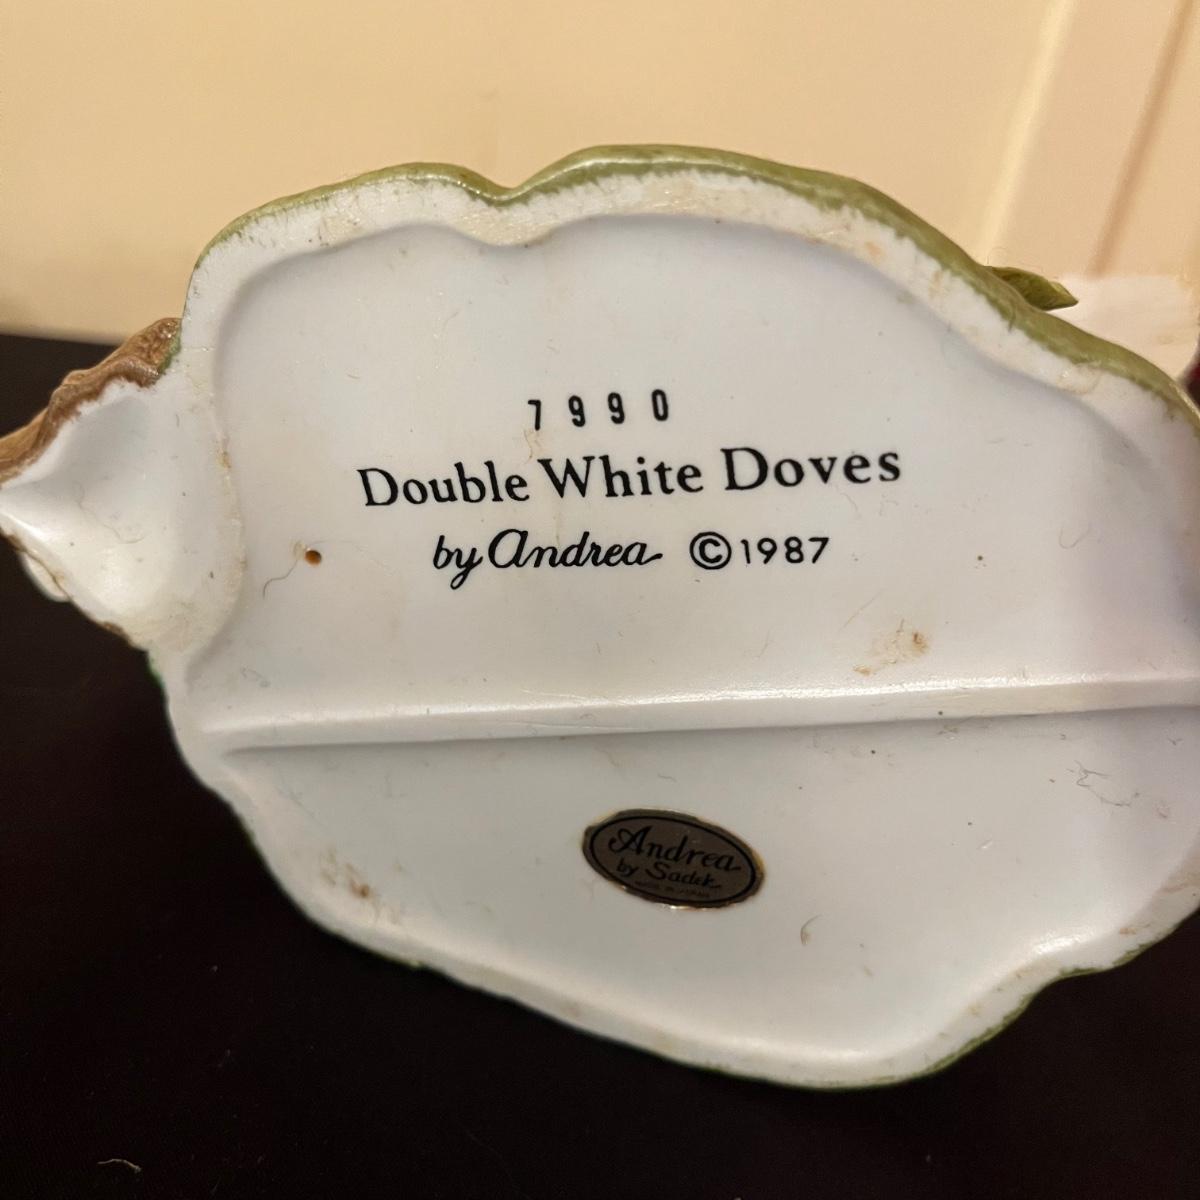 7990
Double White Doves
by Andrea ©1987
Andrea
by Sadek